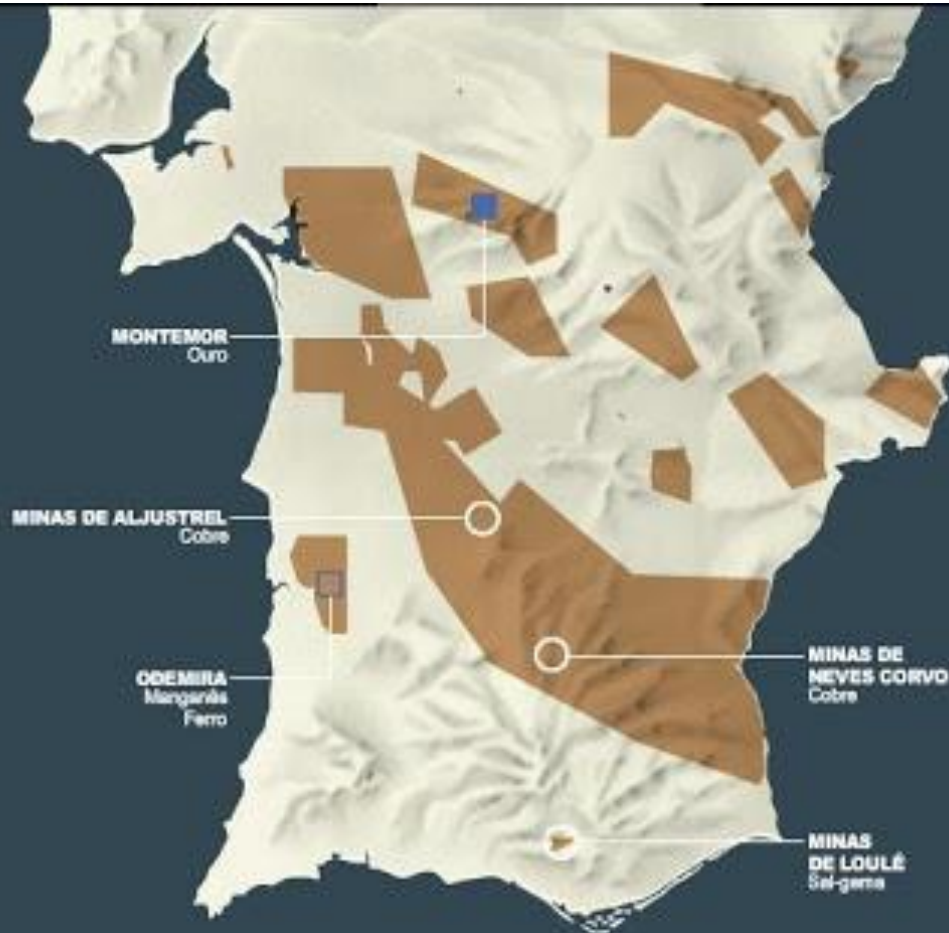 MONTEMOR
Ouro
MINAS DE ALJUSTREL
Cobre
ODEMIRA
Manganês
Ferro
MINAS DE
NEVES CORVO
Cobre
MINAS
DE LOULÉ
Sal-gema